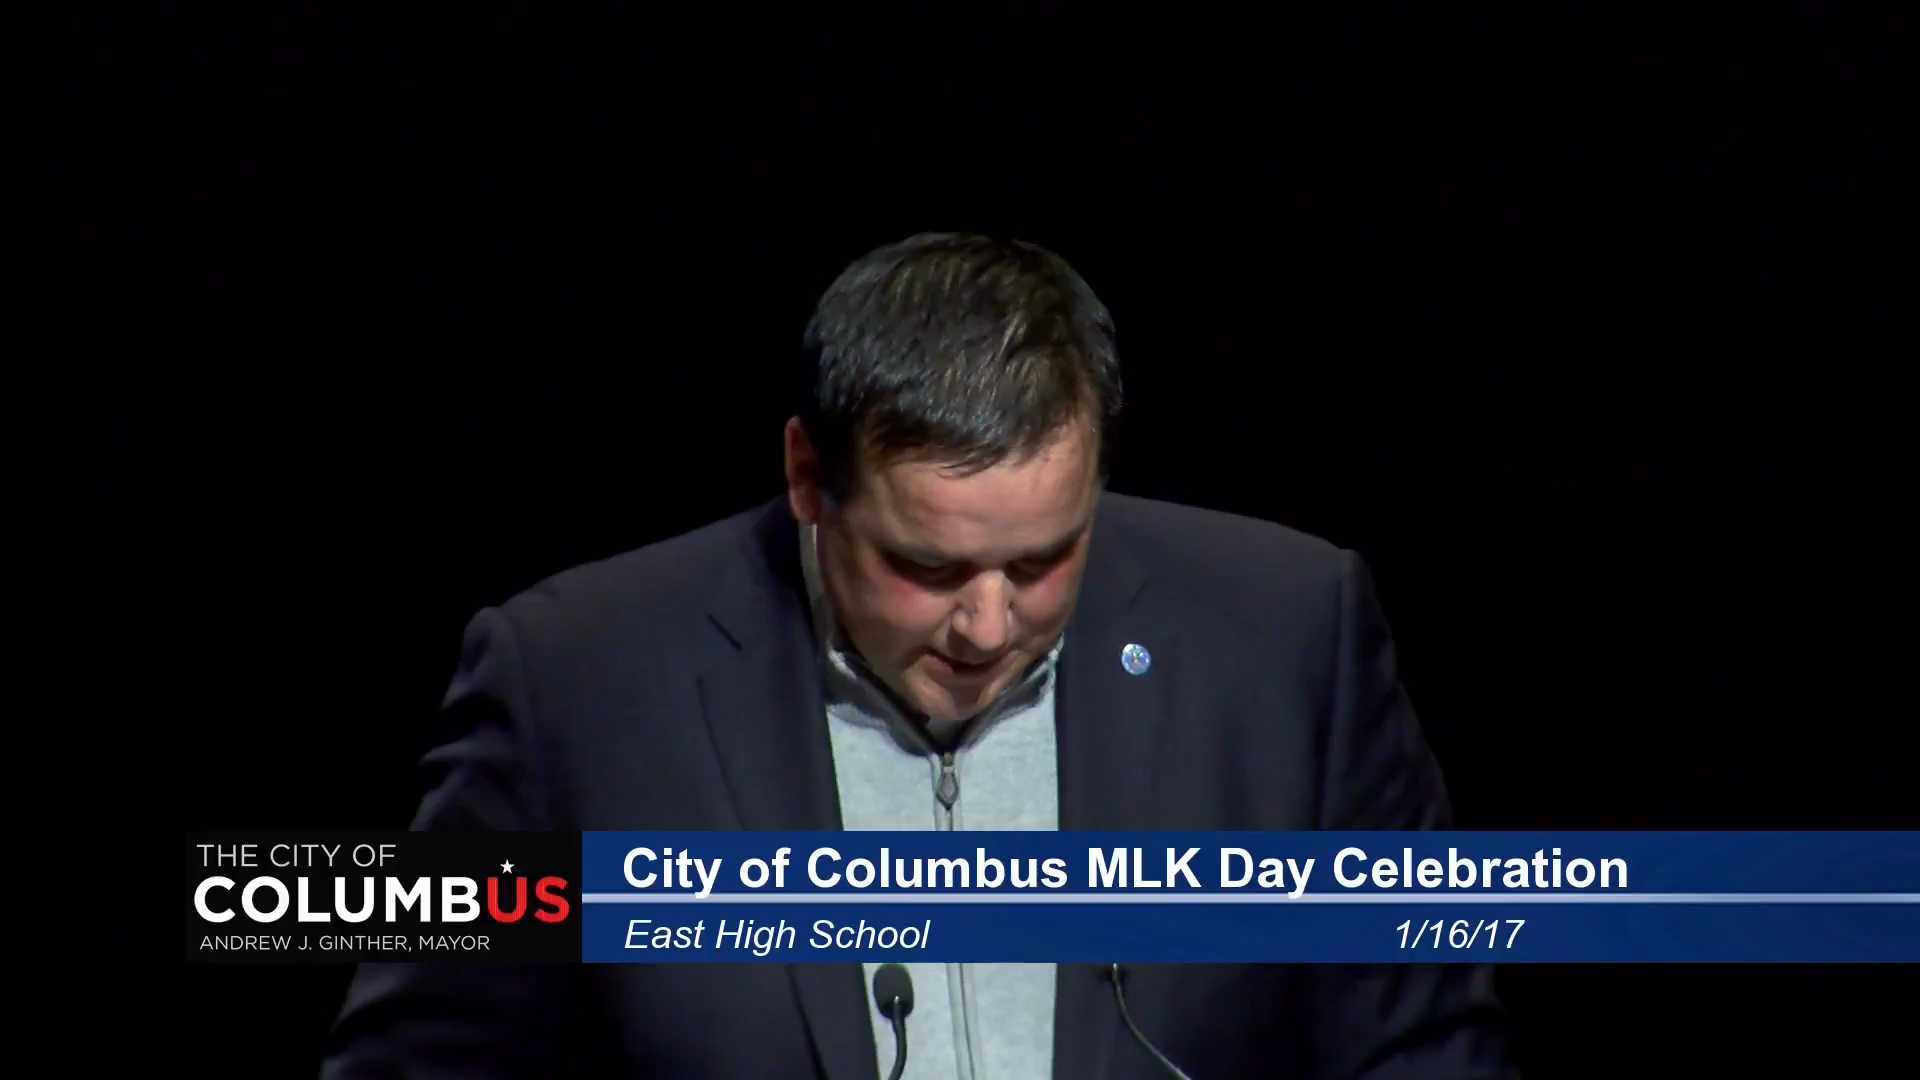 THE CITY OF
COLUMBUS
ANDREW J. GINTHER, MAYOR
City of Columbus MLK Day Celebration
East High School 1/16/17